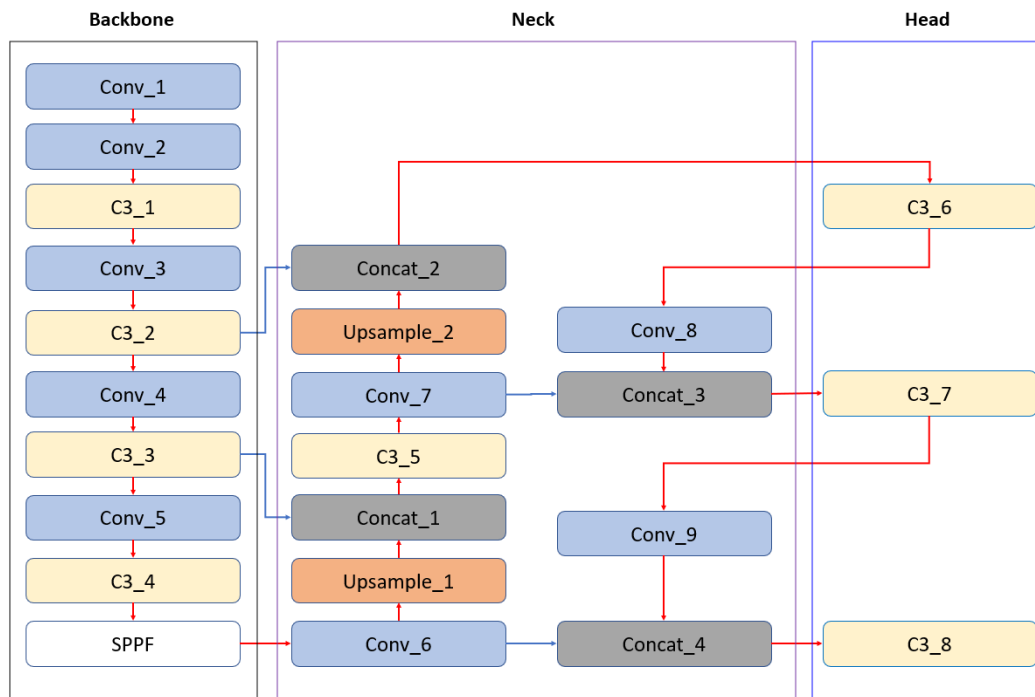 Backbone
Neck
Head
Conv_1
Conv_2
C3_1
Conv_3
C3_2
Conv_4
C3_3
Conv_5
C3_4
SPPF
Concat_2
Upsample_2
Conv_7
C3_5
Concat_1
Upsample_1
Conv_6
Conv_8
Concat_3
Conv_9
Concat_4
C3_6
C3_7
C3_8